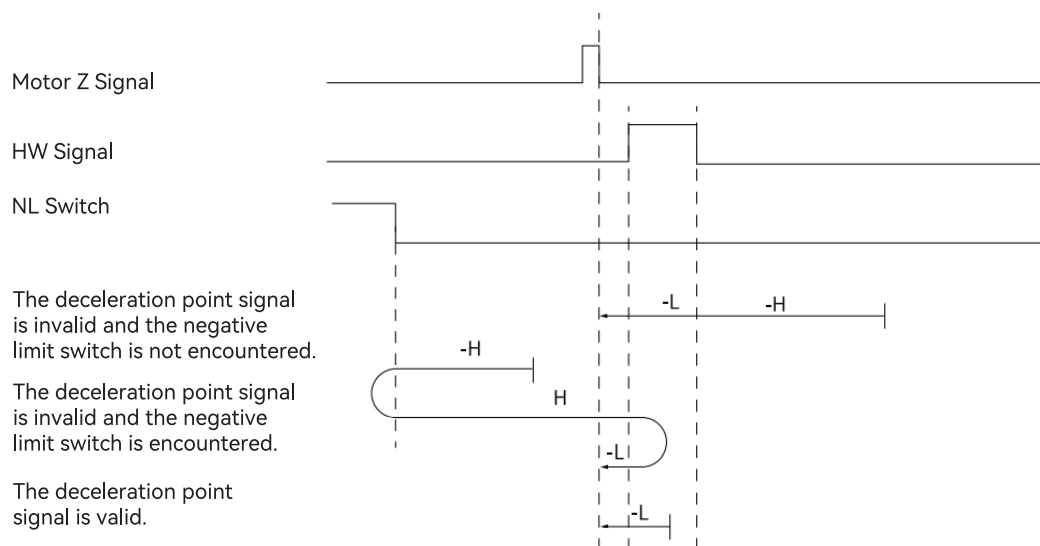 Motor Z Signal
HW Signal
NL Switch
The deceleration point signal
is invalid and the negative
limit switch is not encountered.
-L
-H
The deceleration point signal
is invalid and the negative
limit switch is encountered.
-H
H
-L
The deceleration point
signal is valid.
-L